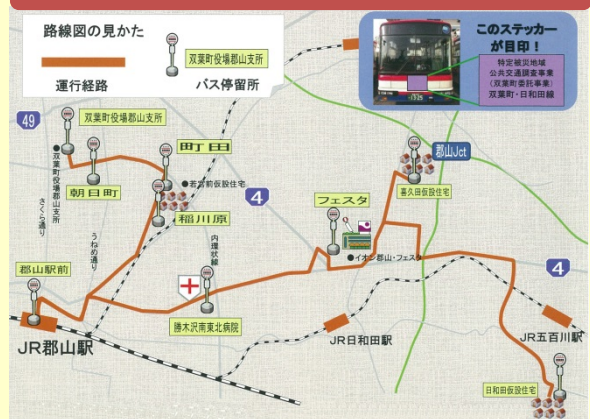 路線図の見かた
運行経路
双葉町役場郡山支所
バス停留所
このステッカー
が目印！
特定被災地域
公共交通調査事業
(双葉町委託事業)
双葉町・日和田線
49
双葉町役場郡山支所
町田
郡山Jct
●双葉町役場郡山支所
朝日町
●若宮前仮設住宅
喜久田仮設住宅
さくら通り
稲川原
4
フェスタ
うねめ通り
内環状線
●イオン郡山・フェスタ
4
郡山駅前
勝木沢南東北病院
JR郡山駅
JR日和田駅
JR五百川駅
日和田仮設住宅